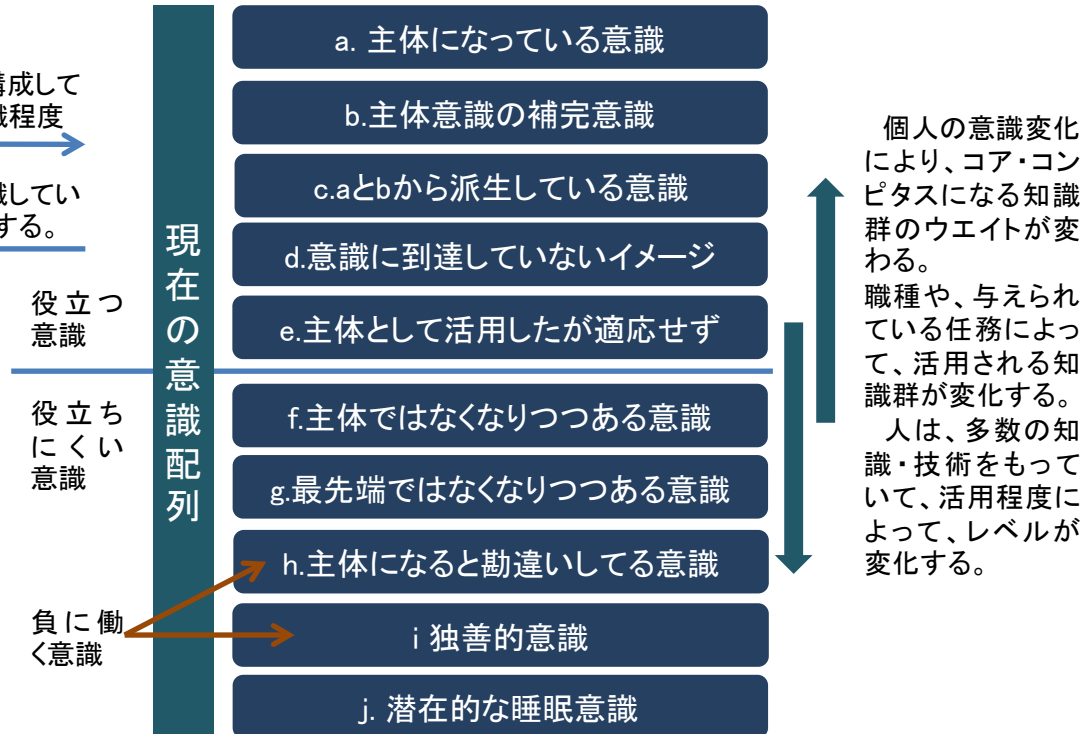 構成して
識程度
識してい
する。
役立つ
意識
役立ち
にくい
意識
負に働
く意識
現在の意識配列
a. 主体になっている意識
b.主体意識の補完意識
c.aとbから派生している意識
d.意識に到達していないイメージ
e.主体として活用したが適応せず
f.主体ではなくなりつつある意識
g.最先端ではなくなりつつある意識
h.主体になると勘違いしてる意識
i 独善的意識
j. 潜在的な睡眠意識
個人の意識変化
により、コア・コン
ピタスになる知識
群のウエイトが変
わる。
職種や、与えられ
ている任務によっ
て、活用される知
識群が変化する。
人は、多数の知
識・技術をもって
いて、活用程度に
よって、レベルが
変化する。